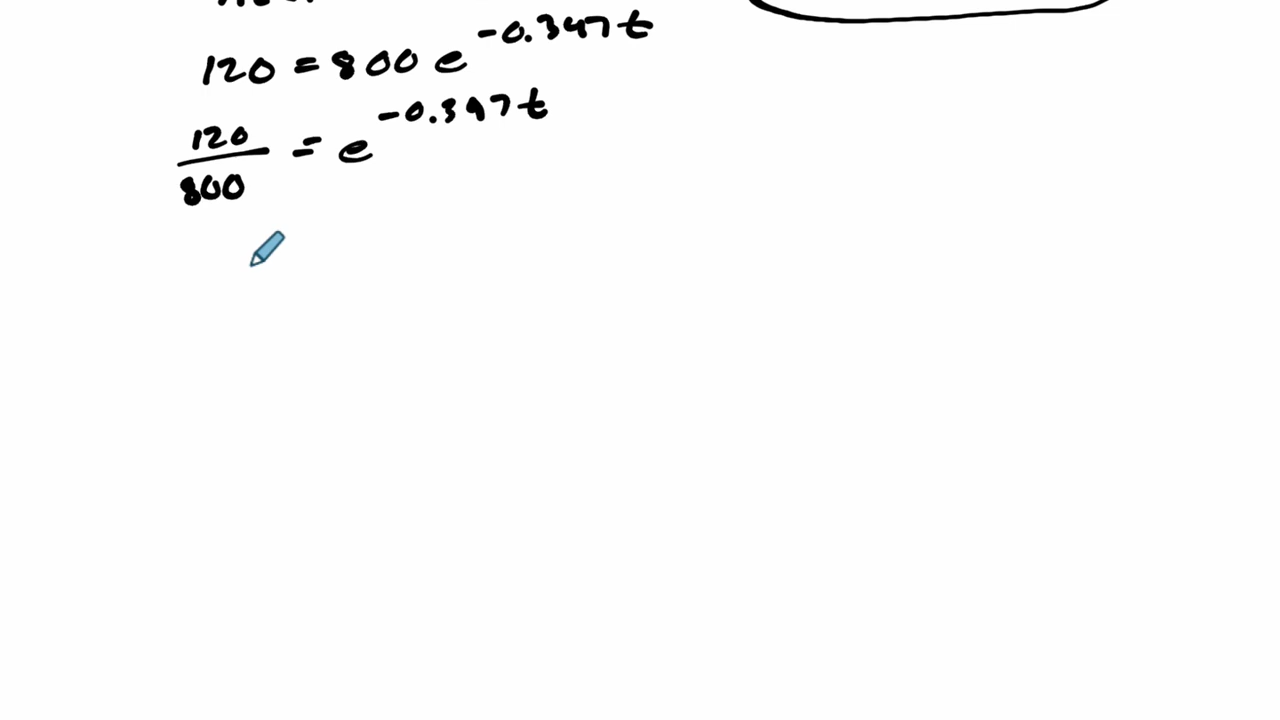 120 = 800 e^{-0.347t}
120/800 = e^{-0.347t}